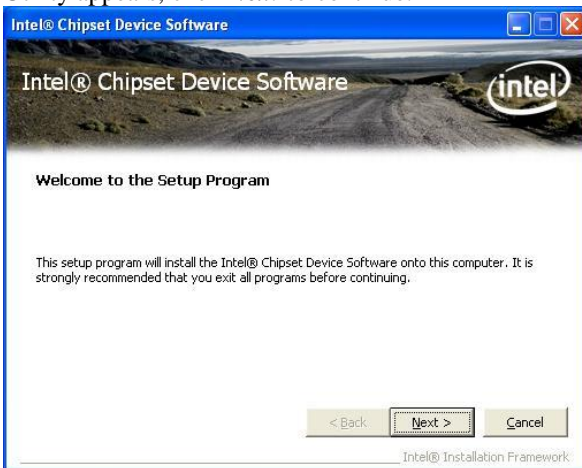 Intel® Chipset Device Software
Intel® Chipset Device Software
intel
Welcome to the Setup Program
This setup program will install the Intel® Chipset Device Software onto this computer. It is
strongly recommended that you exit all programs before continuing.
< Back
Next >
Cancel
Intel® Installation Framework